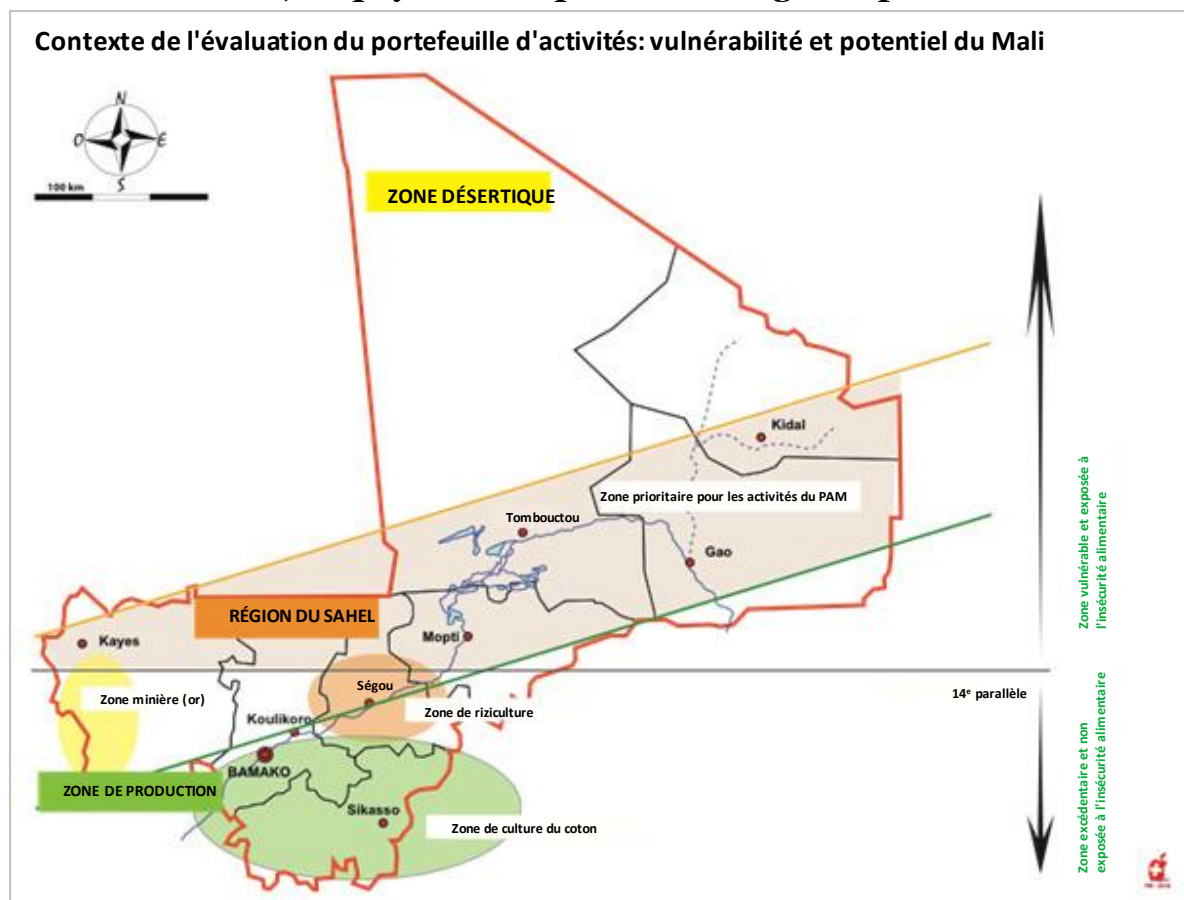 Contexte de l'évaluation du portefeuille d'activités: vulnérabilité et potentiel du Mali
N
O
E
S
100 km
ZONE DÉSERTIQUE
Kidal
Zone prioritaire pour les activités du PAM
Tombouctou
Gao
RÉGION DU SAHEL
Kayes
Mopti
Zone vulnérable et exposée à
l'insécurité alimentaire
Ségou
14e parallèle
Zone minière (or)
Zone de riziculture
Koulikoro
BAMAKO
ZONE DE PRODUCTION
Sikasso
Zone de culture du coton
Zone excédentaire et non
exposée à l'insécurité alimentaire